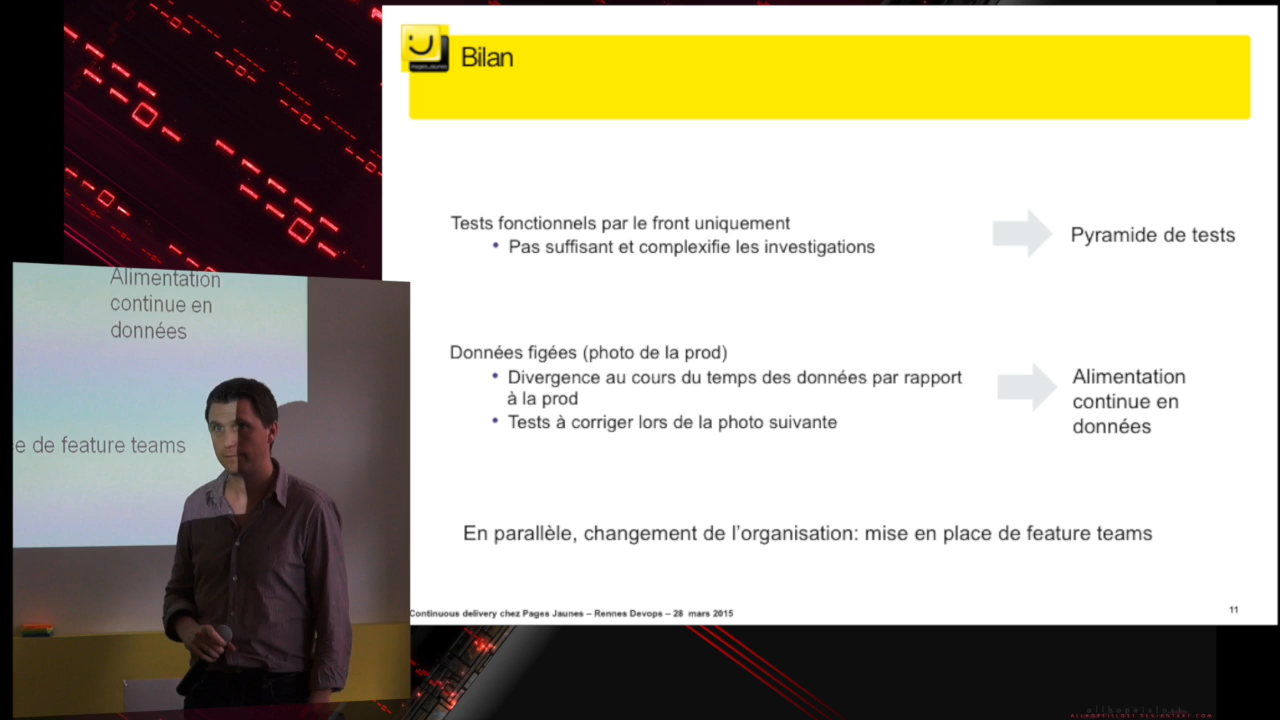 PagesJaunes
Bilan
Tests fonctionnels par le front uniquement
• Pas suffisant et complexifie les investigations
Pyramide de tests
Données figées (photo de la prod)
• Divergence au cours du temps des données par rapport
à la prod
• Tests à corriger lors de la photo suivante
Alimentation
continue en
données
En parallèle, changement de l'organisation: mise en place de feature teams
Continuous delivery chez Pages Jaunes – Rennes Devops – 28 mars 2015
11
Alimentation
continue en
données
e de feature teams